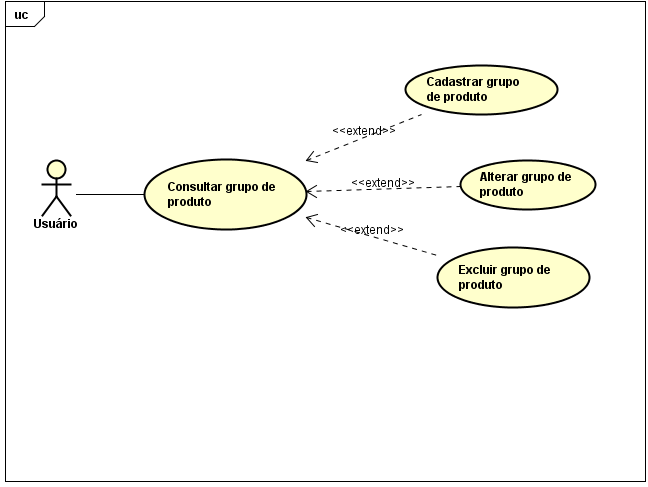 uc
Cadastrar grupo
de produto
<<extend>>
Consultar grupo de
produto
<<extend>>
Alterar grupo de
produto
Usuário
<<extend>>
Excluir grupo de
produto